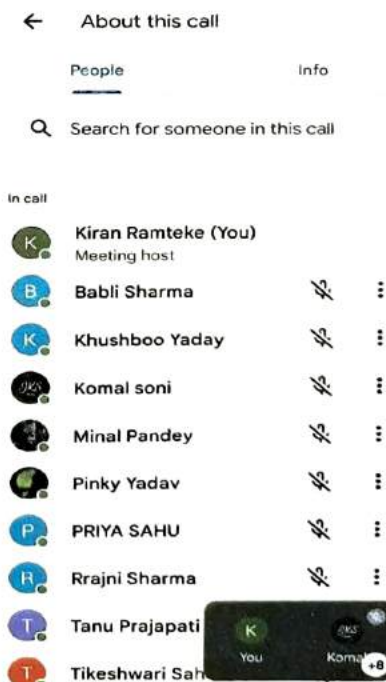 About this call
People Info
Search for someone in this call
In call
K Kiran Ramteke (You)
Meeting host
B Babli Sharma
K Khushboo Yaday
Komal soni
Minal Pandey
Pinky Yadav
P PRIYA SAHU
R Rrajni Sharma
T Tanu Prajapati
K
You Komal +8
T Tikeshwari Sah